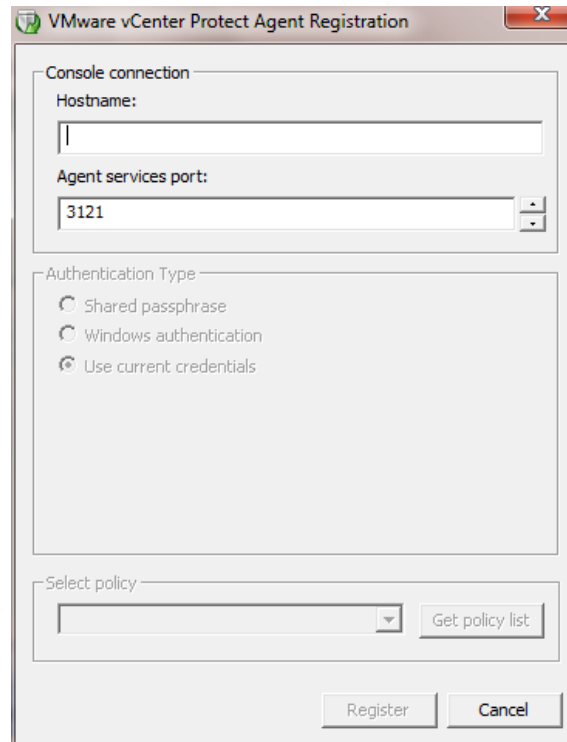 VMware vCenter Protect Agent Registration
Console connection
Hostname:
Agent services port:
3121
Authentication Type
Shared passphrase
Windows authentication
Use current credentials
Select policy
Get policy list
Register Cancel